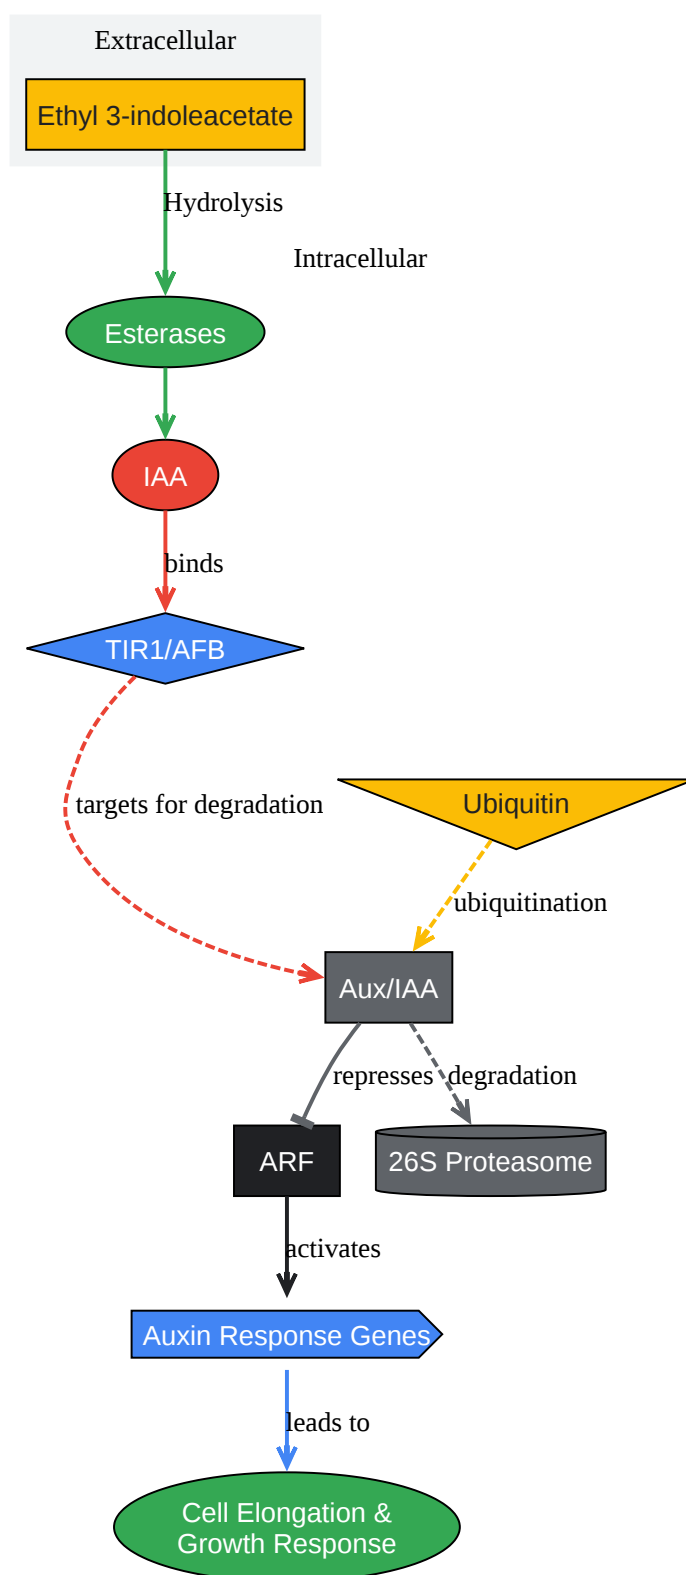 Extracellular
Ethyl 3-indoleacetate
Hydrolysis
Intracellular
Esterases
IAA
binds
TIR1/AFB
targets for degradation
Ubiquitin
ubiquitination
Aux/IAA
represses
degradation
ARF
26S Proteasome
activates
Auxin Response Genes
leads to
Cell Elongation &
Growth Response